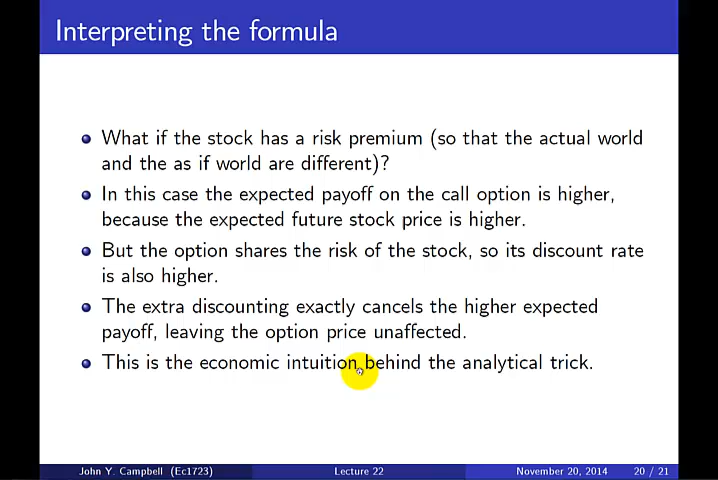 Interpreting the formula
What if the stock has a risk premium (so that the actual world
and the as if world are different)?
In this case the expected payoff on the call option is higher,
because the expected future stock price is higher.
But the option shares the risk of the stock, so its discount rate
is also higher.
The extra discounting exactly cancels the higher expected
payoff, leaving the option price unaffected.
This is the economic intuition behind the analytical trick.
John Y. Campbell (Ec1723) Lecture 22 November 20, 2014 20 / 21